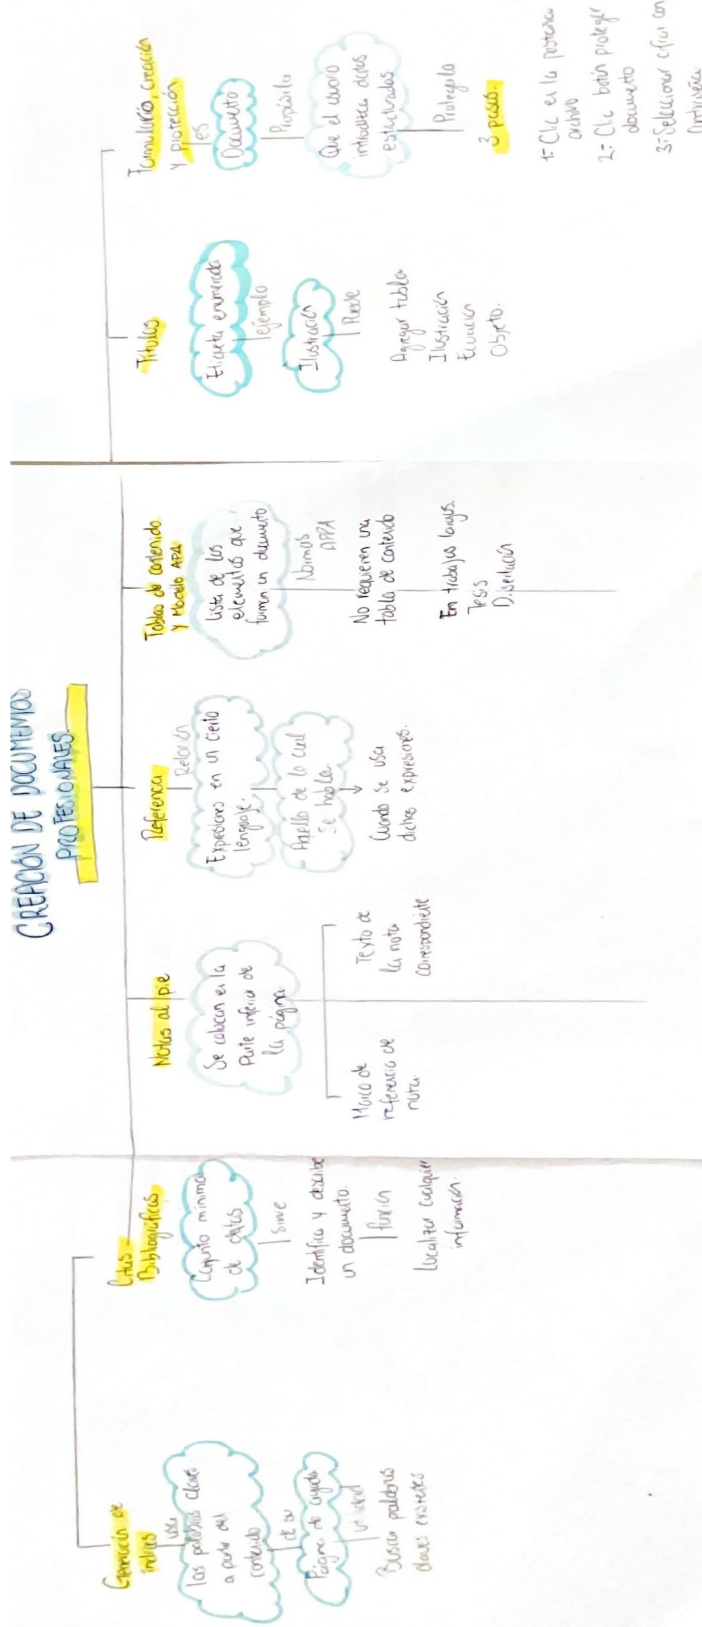 CREACIÓN DE DOCUMENTOS
PROFESIONALES
Generación de
índices
usa
las palabras claves
a partir del
contenido
de su
Página de ayuda
utilidad
Buscar palabras
claves
Citas
Bibliográficas
Conjunto mínimo
de datos
sirve
Identifica y describe
un documento.
función
Localizar cualquier
información.
Notas al pie
Se colocan en la
Parte inferior de
la página
Marco de
referencia de
nota.
Texto de
la nota
correspondiente
Referencia
Relación
Expresiones en un cierto
lenguaje.
Aquello de lo cual
se habla
Cuando se usa
dichas expresiones.
Tablas de contenido
y Modelo APA
Lista de los
elementos que
forman un documento
Normas
APA
No requieren una
tabla de contenido
En trabajos largos.
Tesis
Disertación
Títulos
Etiqueta enumerada
ejemplo
Ilustración
Puede
Agregar tabla
Ilustración
Ecuación
Objeto.
Formulario, creación
y protección
es
Documento
Propósito
Que el usuario
introduzca datos
estructurados
Protegerlo
3 pasos.
1- Clic en la pestaña
archivo
2- Clic botón proteger
documento
3- Seleccionar cifrar con
contraseña